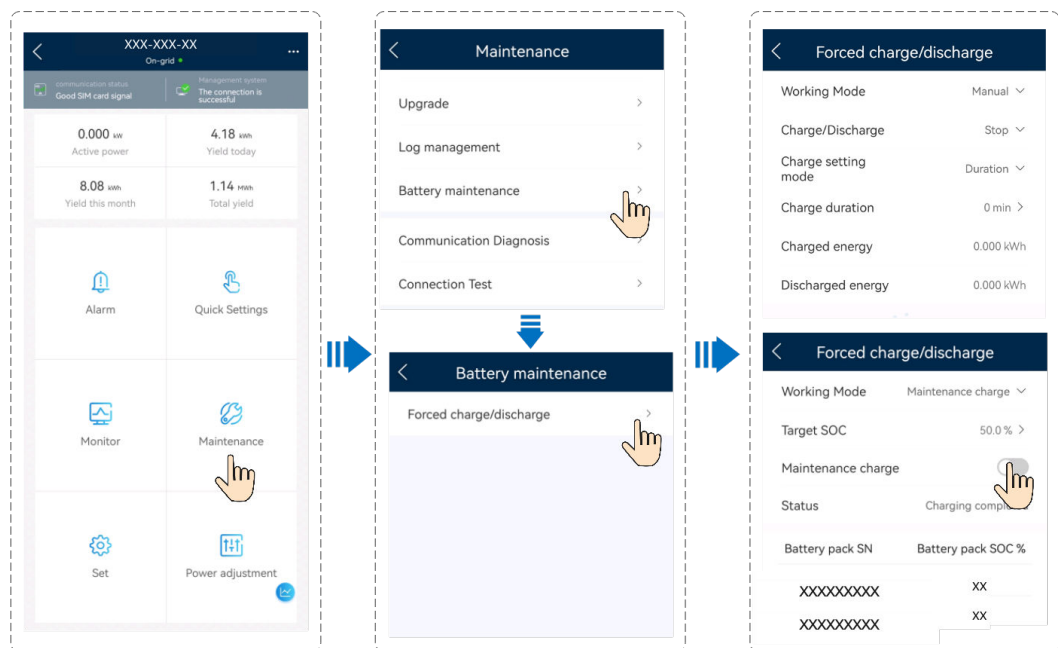 XXX-XXX-XX
On-grid
communication status
Good SIM card signal
Management system
The connection is
successful
0.000 kW
Active power
4.18 kWh
Yield today
8.08 kWh
Yield this month
1.14 MWh
Total yield
Alarm
Quick Settings
Monitor
Maintenance
Set
Power adjustment
Maintenance
Upgrade
Log management
Battery maintenance
Communication Diagnosis
Connection Test
Battery maintenance
Forced charge/discharge
Forced charge/discharge
Working Mode Manual
Charge/Discharge Stop
Charge setting
mode Duration
Charge duration 0 min
Charged energy 0.000 kWh
Discharged energy 0.000 kWh
Forced charge/discharge
Working Mode Maintenance charge
Target SOC 50.0 %
Maintenance charge
Status Charging
Battery pack SN Battery pack SOC %
XXXXXXXXX XX
XXXXXXXXX XX